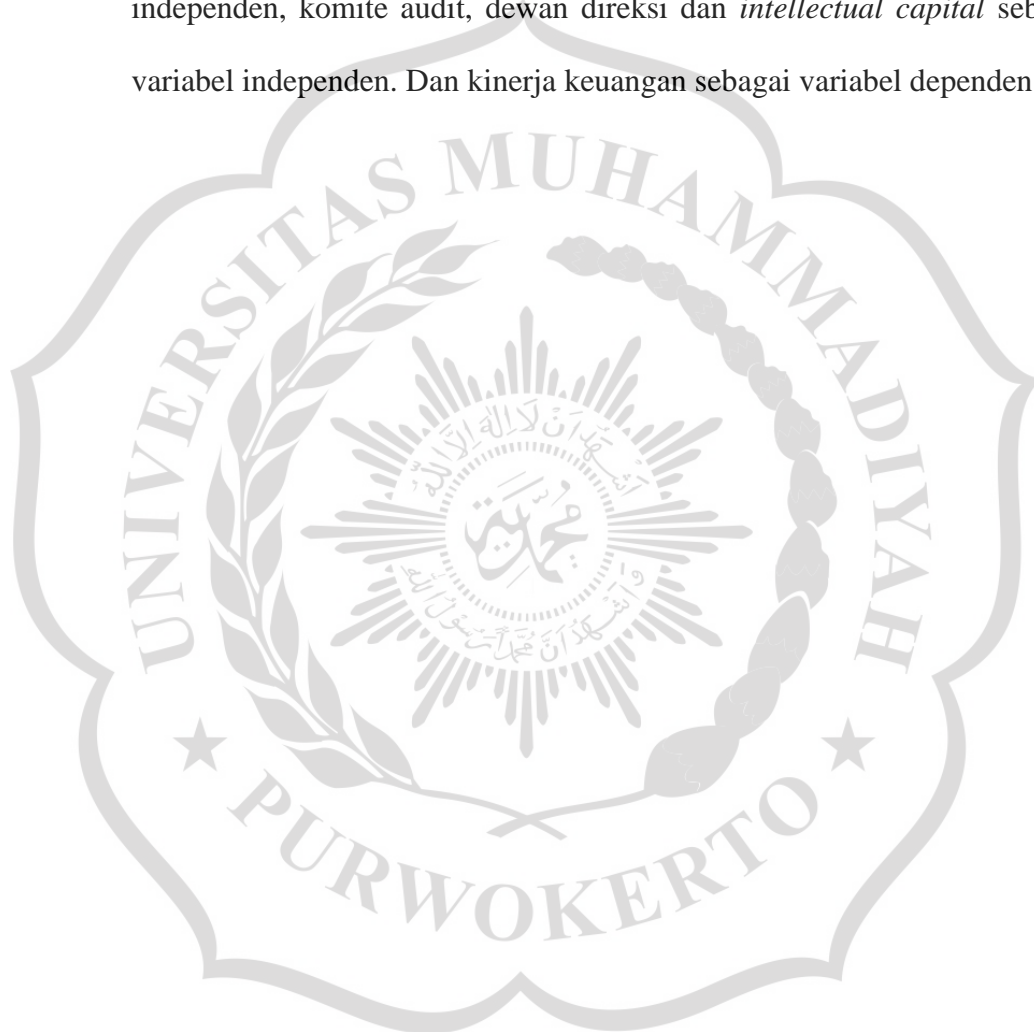 independen, komite audit, dewan direksi dan intellectual capital seb
variabel independen. Dan kinerja keuangan sebagai variabel dependen
UNIVERSITAS MUHAMMADIYAH
PURWOKERTO